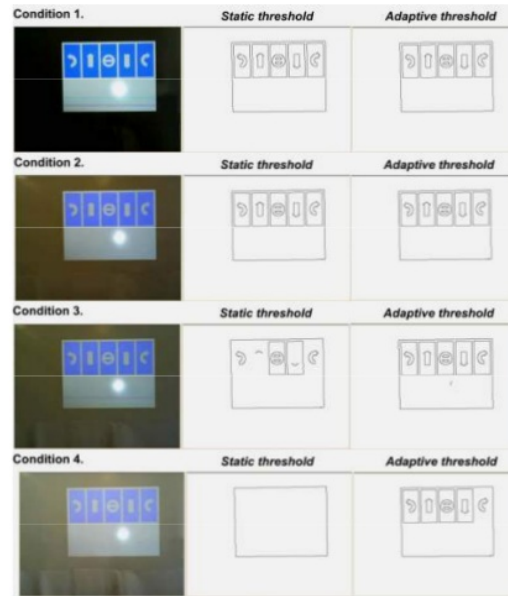 Condition 1. Static threshold Adaptive threshold
Condition 2. Static threshold Adaptive threshold
Condition 3. Static threshold Adaptive threshold
Condition 4. Static threshold Adaptive threshold